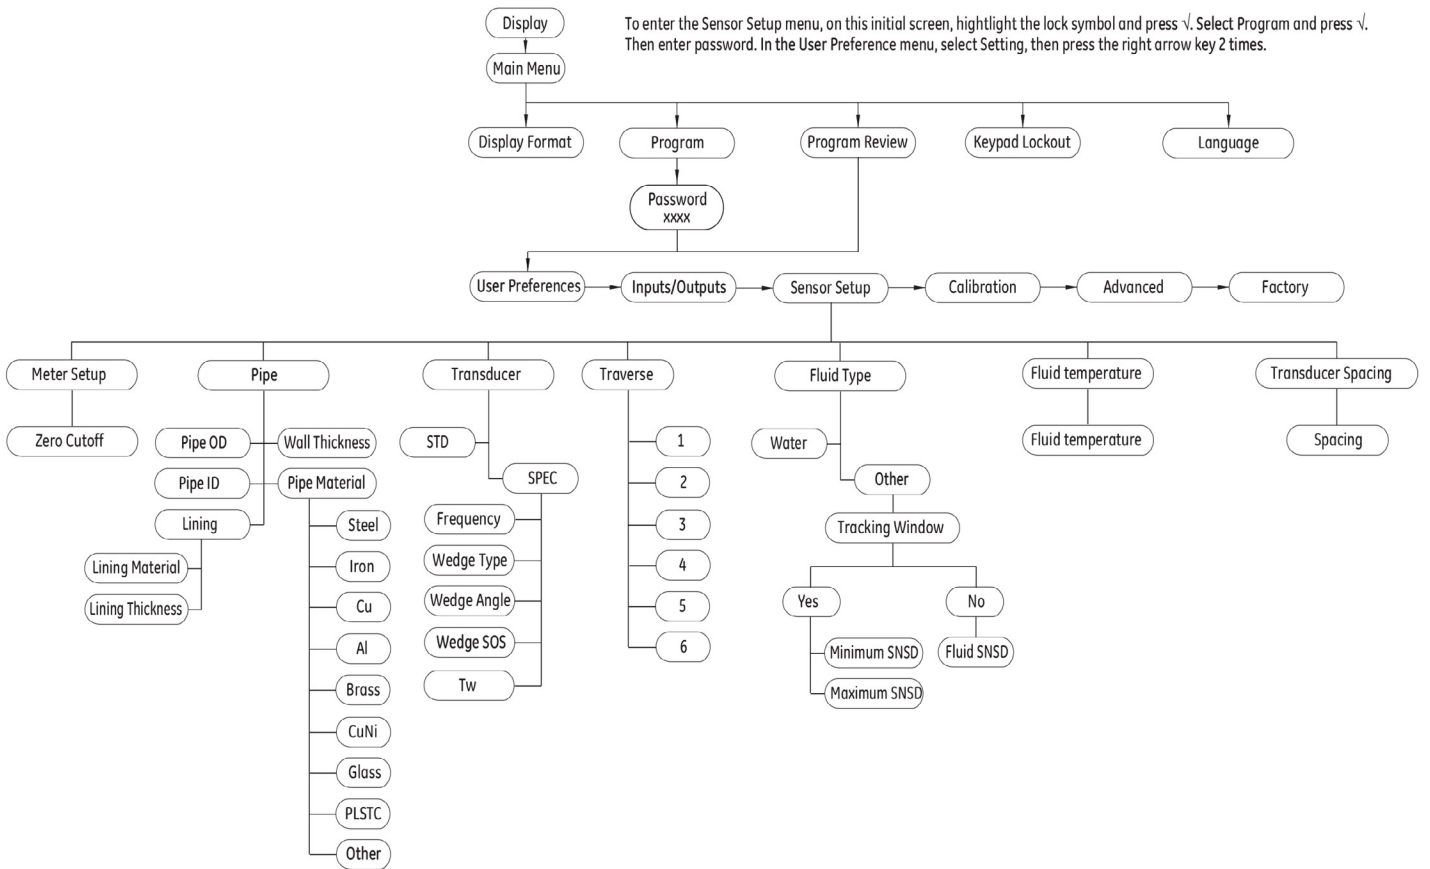 Display
To enter the Sensor Setup menu, on this initial screen, hightlight the lock symbol and press √. Select Program and press √.
Then enter password. In the User Preference menu, select Setting, then press the right arrow key 2 times.
Main Menu
Display Format
Program
Program Review
Keypad Lockout
Language
Password
xxxx
User Preferences
Inputs/Outputs
Sensor Setup
Calibration
Advanced
Factory
Meter Setup
Pipe
Transducer
Traverse
Fluid Type
Fluid temperature
Transducer Spacing
Zero Cutoff
Pipe OD
Wall Thickness
Pipe ID
Pipe Material
Lining
Lining Material
Lining Thickness
Steel
Iron
Cu
Al
Brass
CuNi
Glass
PLSTC
Other
STD
SPEC
Frequency
Wedge Type
Wedge Angle
Wedge SOS
Tw
1
2
3
4
5
6
Water
Other
Tracking Window
Yes
No
Minimum SNSD
Maximum SNSD
Fluid SNSD
Fluid temperature
Spacing